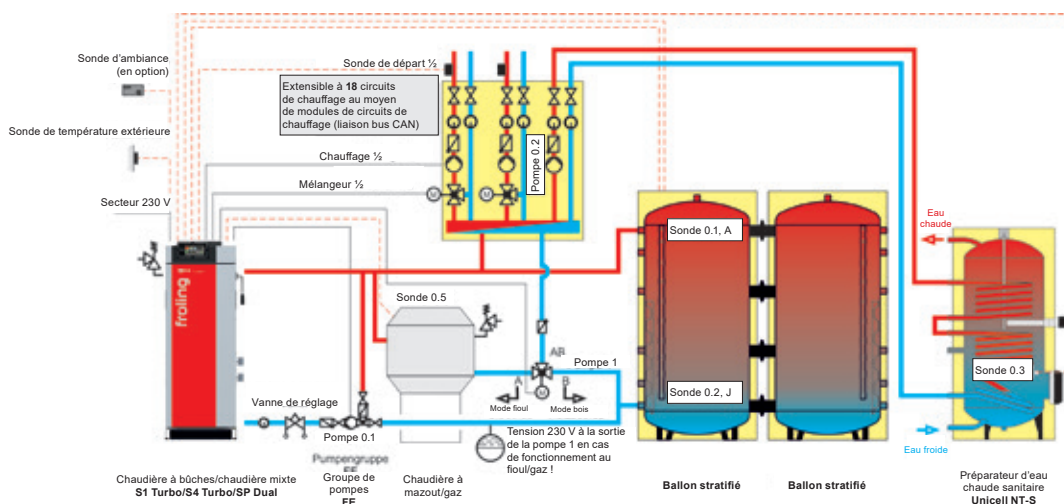 Sonde d'ambiance
(en option)
Sonde de température extérieure
Secteur 230 V
Sonde de départ ½
Extensible à 18 circuits
de chauffage au moyen
de modules de circuits de
chauffage (liaison bus CAN)
Chauffage ½
Mélangeur ½
M
M
Pompe 0.2
froling
Sonde 0.5
AB
A
B
M
Mode fioul
Mode bois
Pompe 1
Vanne de réglage
Pompe 0.1
Tension 230 V à la sortie
de la pompe 1 en cas
de fonctionnement au
fioul/gaz !
Sonde 0.1, A
Sonde 0.2, J
Eau
chaude
Sonde 0.3
Eau froide
Chaudière à bûches/chaudière mixte
S1 Turbo/S4 Turbo/SP Dual
Pumpengruppe
Groupe de
pompes
EF
Chaudière à
mazout/gaz
Ballon stratifié
Ballon stratifié
Préparateur d'eau
chaude sanitaire
Unicell NT-S